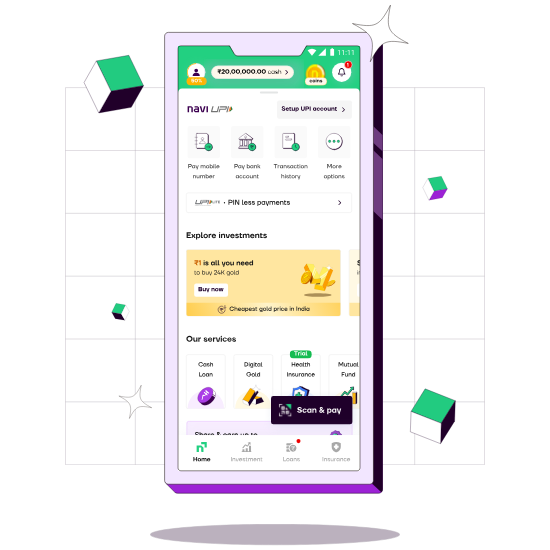 11:11
₹20,00,000.00 cash
90%
coins
navi UPI
Setup UPI account
Pay mobile
number
Pay bank
account
Transaction
history
More
options
UPI LITE • PIN less payments
Explore investments
₹1 is all you need
to buy 24K gold
Buy now
Cheapest gold price in India
Our services
Trial
Cash
Loan
Digital
Gold
Health
Insurance
Mutual
Fund
Scan & pay
Share & earn up to
Home
Investment
Loans
Insurance